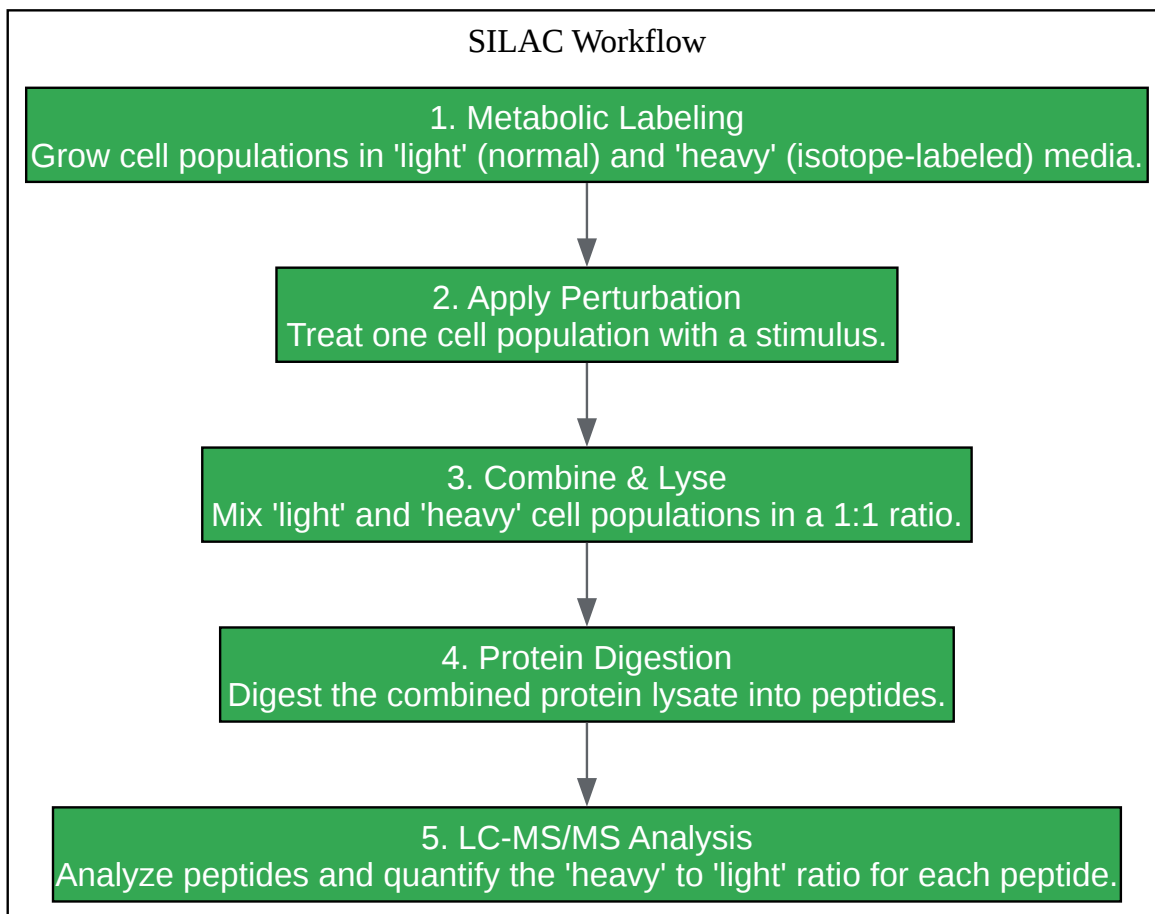 SILAC Workflow
1. Metabolic Labeling
Grow cell populations in 'light' (normal) and 'heavy' (isotope-labeled) media.
2. Apply Perturbation
Treat one cell population with a stimulus.
3. Combine & Lyse
Mix 'light' and 'heavy' cell populations in a 1:1 ratio.
4. Protein Digestion
Digest the combined protein lysate into peptides.
5. LC-MS/MS Analysis
Analyze peptides and quantify the 'heavy' to 'light' ratio for each peptide.